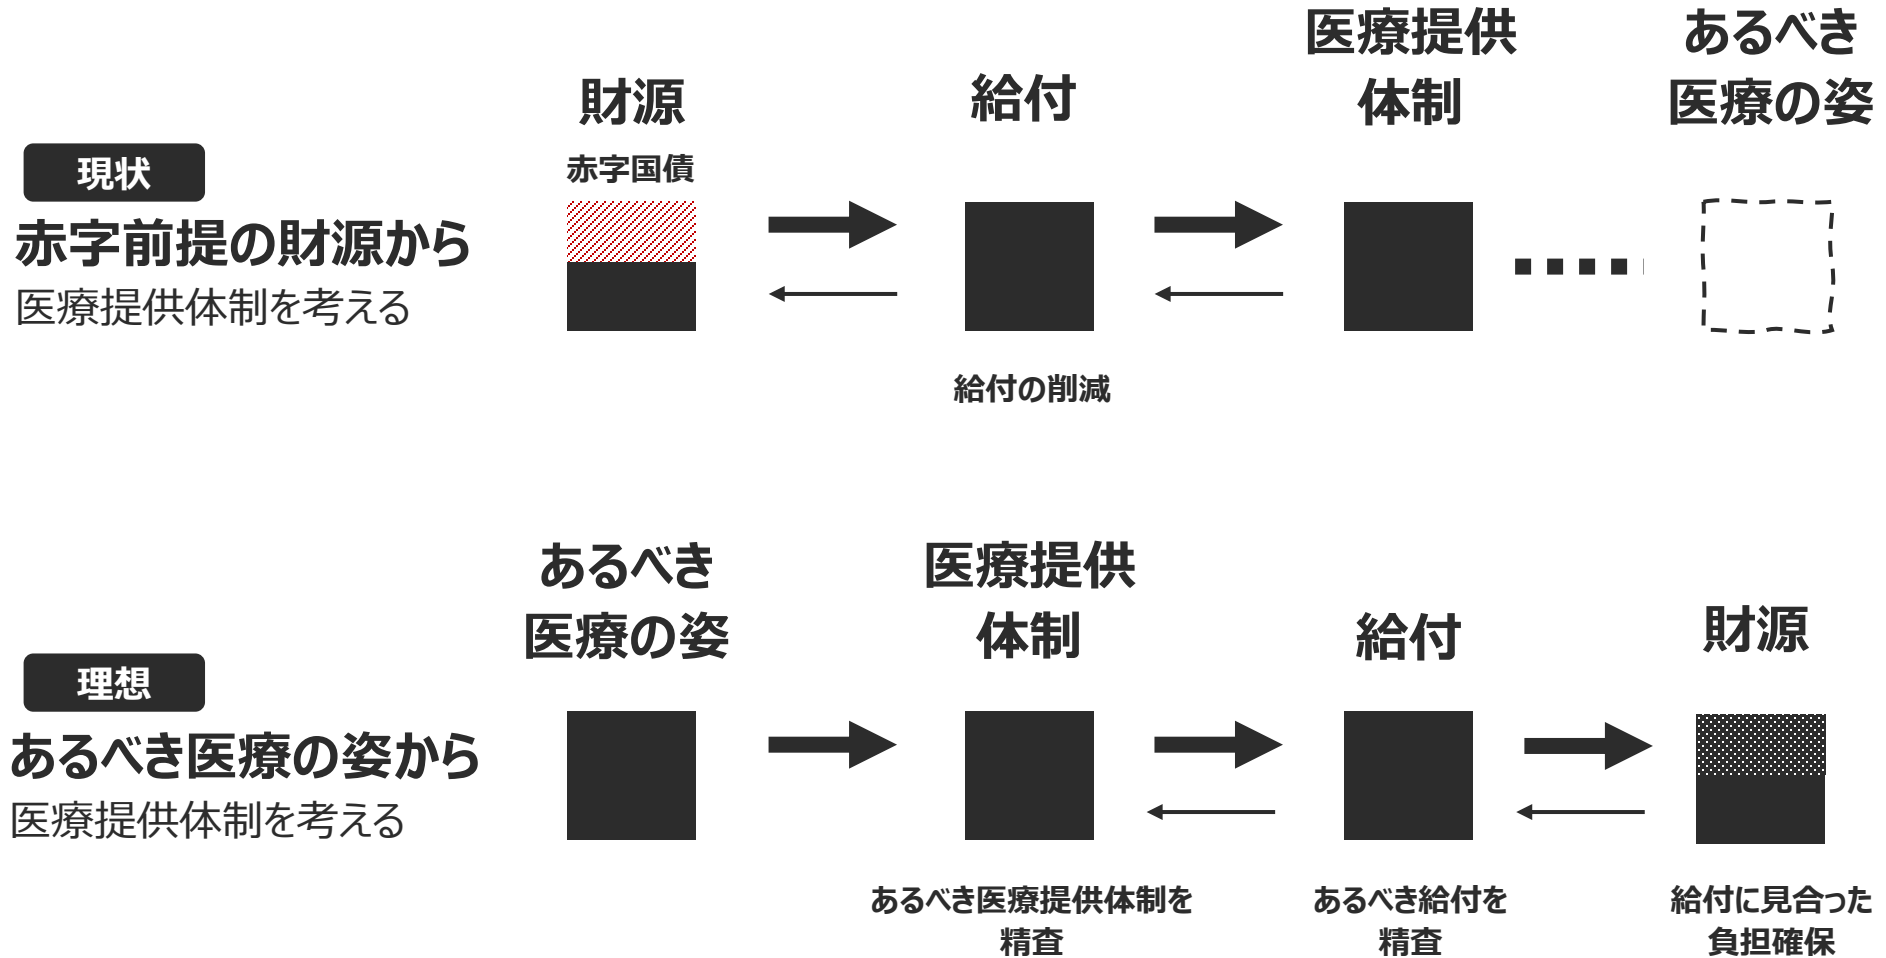 財源
給付
医療提供
体制
あるべき
医療の姿
現状
赤字前提の財源から
医療提供体制を考える
赤字国債
給付の削減
あるべき
医療の姿
医療提供
体制
給付
財源
理想
あるべき医療の姿から
医療提供体制を考える
あるべき医療提供体制を
精査
あるべき給付を
精査
給付に見合った
負担確保